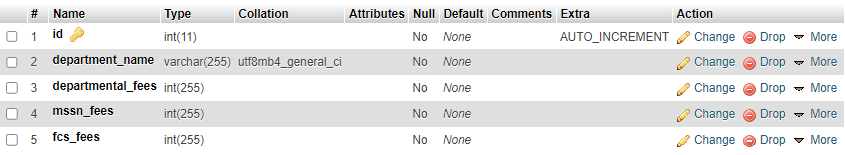 # Name Type Collation Attributes Null Default Comments Extra Action
1 id int(11) No None AUTO_INCREMENT Change Drop More
2 department_name varchar(255) utf8mb4_general_ci No None Change Drop More
3 departmental_fees int(255) No None Change Drop More
4 mssn_fees int(255) No None Change Drop More
5 fcs_fees int(255) No None Change Drop More